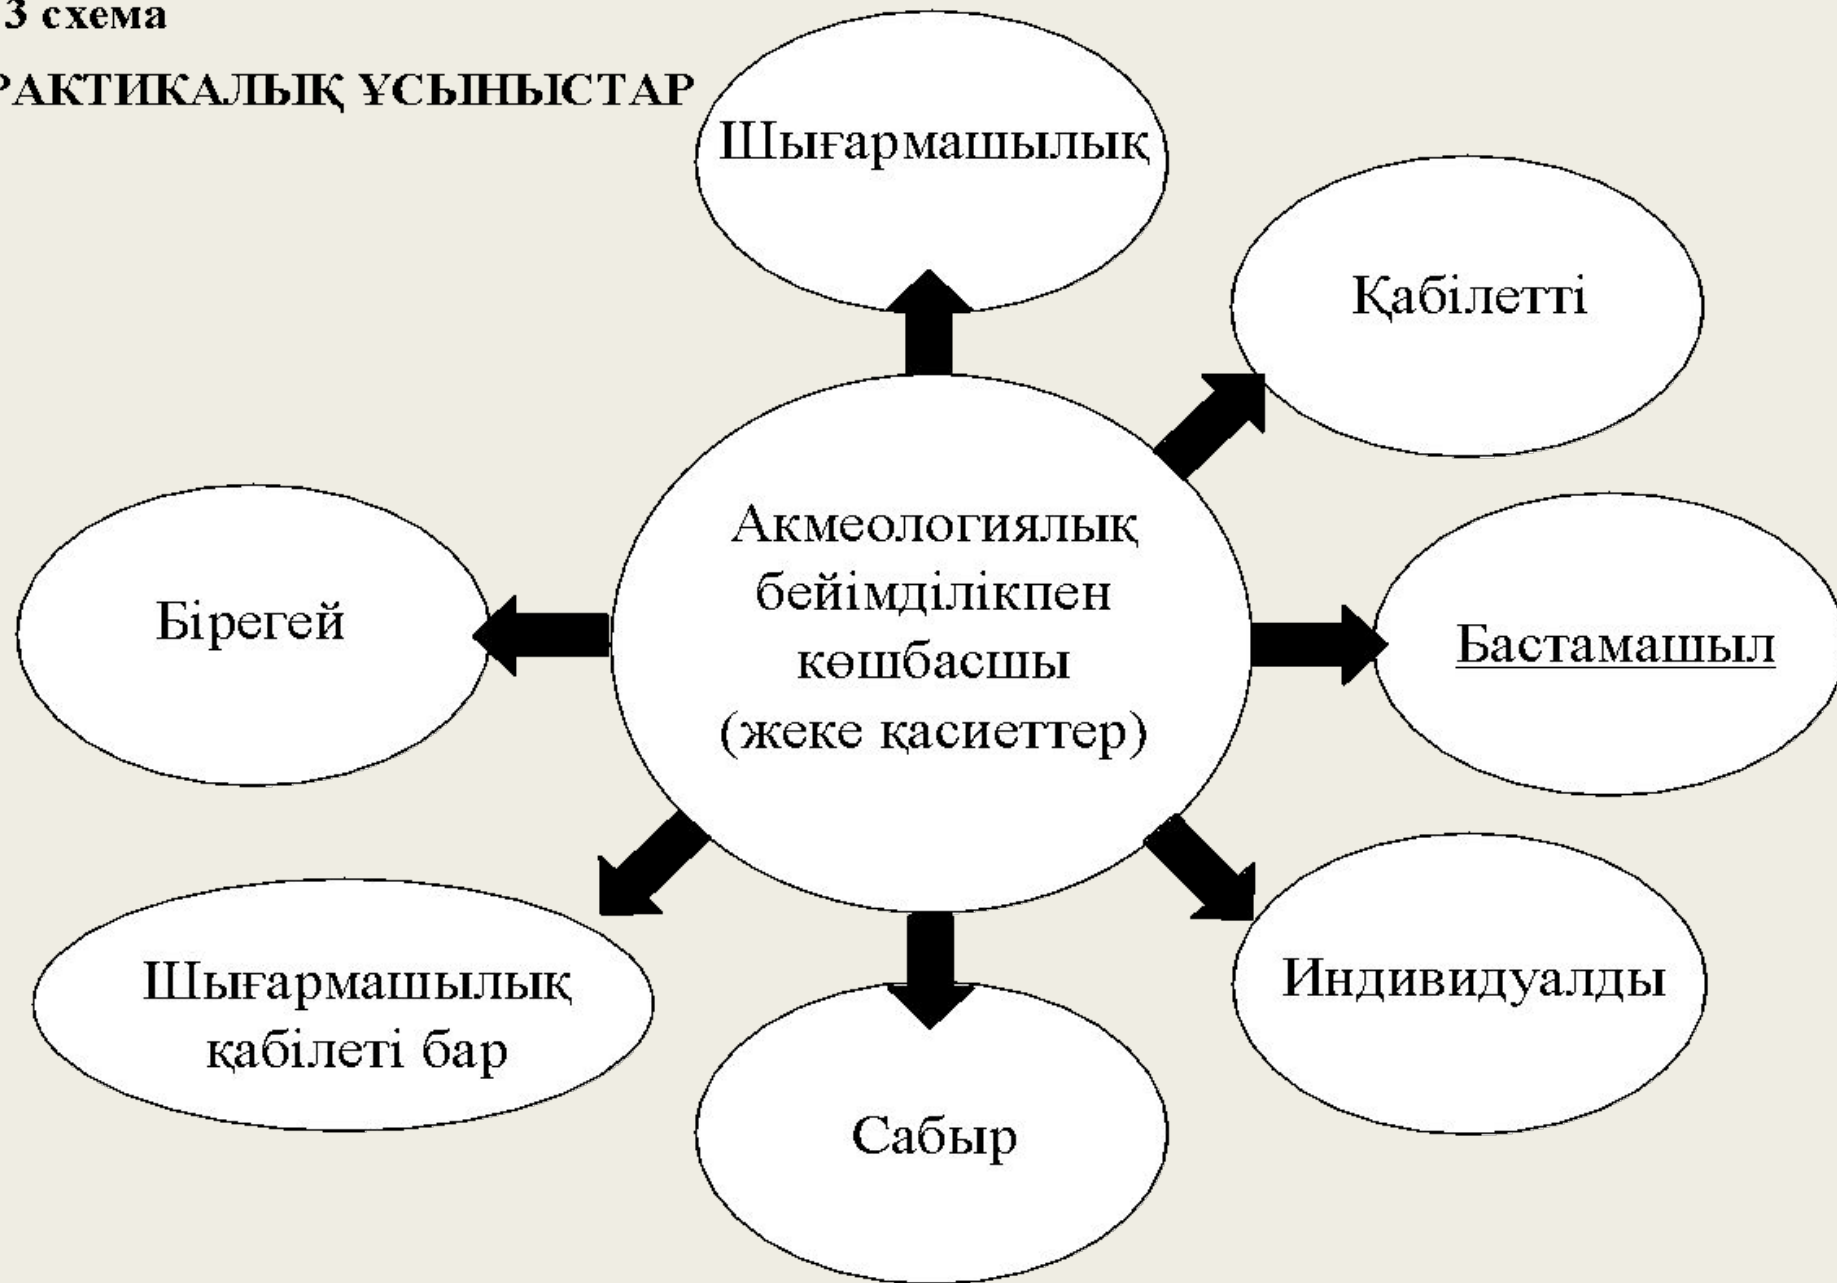 3 схема
РАКТИКАЛЫҚ ҰСЫНЫСТАР
Шығармашылық
Қабілетті
Акмеологиялық
бейімділікпен
көшбасшы
(жеке қасиеттер)
Бірегей
Бастамашыл
Шығармашылық
қабілеті бар
Индивидуалды
Сабыр